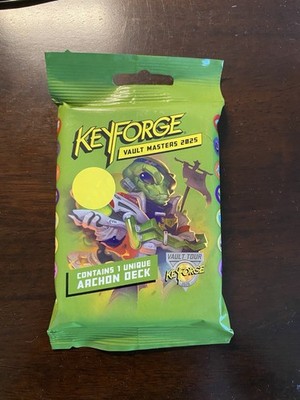 KEYFORGE
VAULT MASTERS 2025
CONTAINS 1 UNIQUE
ARCHON DECK
VAULT TOUR
KEYFORGE